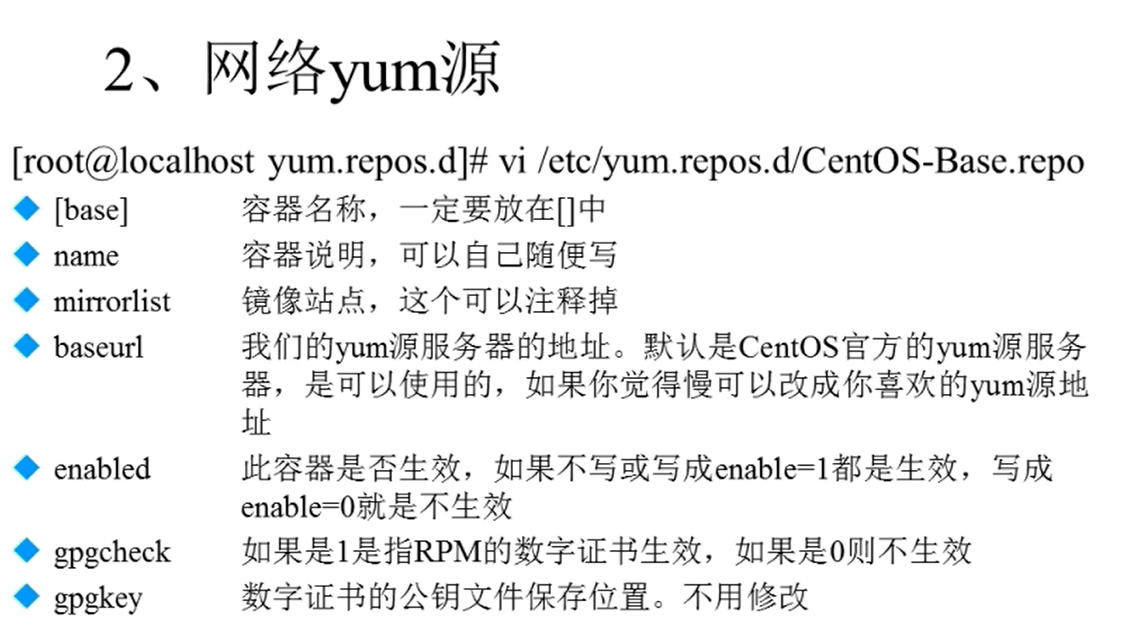 2、网络yum源
[root@localhost yum.repos.d]# vi /etc/yum.repos.d/CentOS-Base.repo
[base] 容器名称，一定要放在[]中
name 容器说明，可以自己随便写
mirrorlist 镜像站点，这个可以注释掉
baseurl 我们的yum源服务器的地址。默认是CentOS官方的yum源服务
器，是可以使用的，如果你觉得慢可以改成你喜欢的yum源地
址
enabled 此容器是否生效，如果不写或写成enable=1都是生效，写成
enable=0就是不生效
gpgcheck 如果是1是指RPM的数字证书生效，如果是0则不生效
gpgkey 数字证书的公钥文件保存位置。不用修改